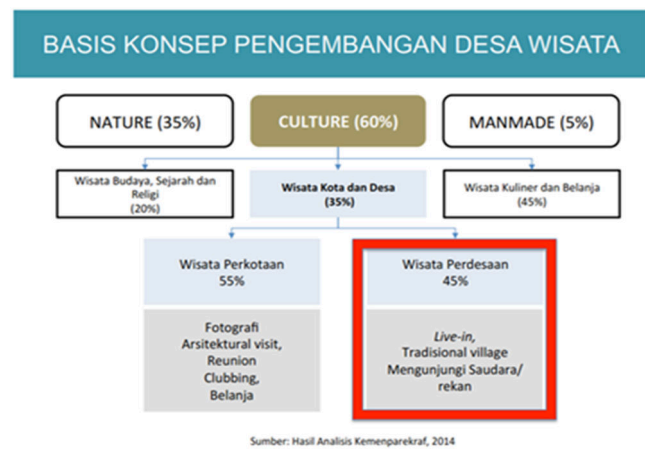 BASIS KONSEP PENGEMBANGAN DESA WISATA
NATURE (35%)
CULTURE (60%)
MANMADE (5%)
Wisata Budaya, Sejarah dan
Religi
(20%)
Wisata Kota dan Desa
(35%)
Wisata Kuliner dan Belanja
(45%)
Wisata Perkotaan
55%
Fotografi
Arsitektural visit,
Reunion
Clubbing,
Belanja
Wisata Perdesaan
45%
Live-in,
Tradisional village
Mengunjungi Saudara/
rekan
Sumber: Hasil Analisis Kemenparekraf, 2014